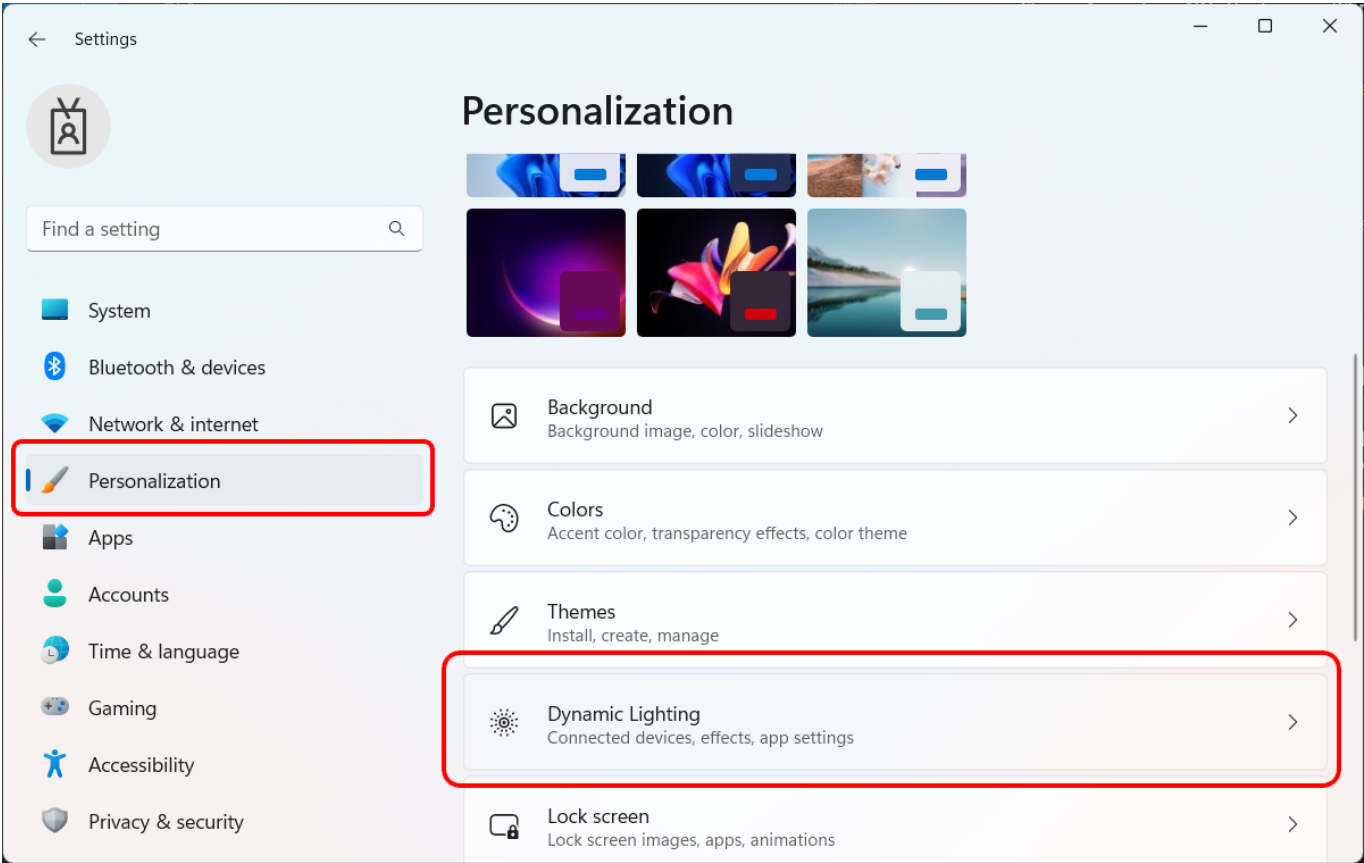 Settings
Find a setting
System
Bluetooth & devices
Network & internet
Personalization
Apps
Accounts
Time & language
Gaming
Accessibility
Privacy & security
Personalization
Background
Background image, color, slideshow
Colors
Accent color, transparency effects, color theme
Themes
Install, create, manage
Dynamic Lighting
Connected devices, effects, app settings
Lock screen
Lock screen images, apps, animations